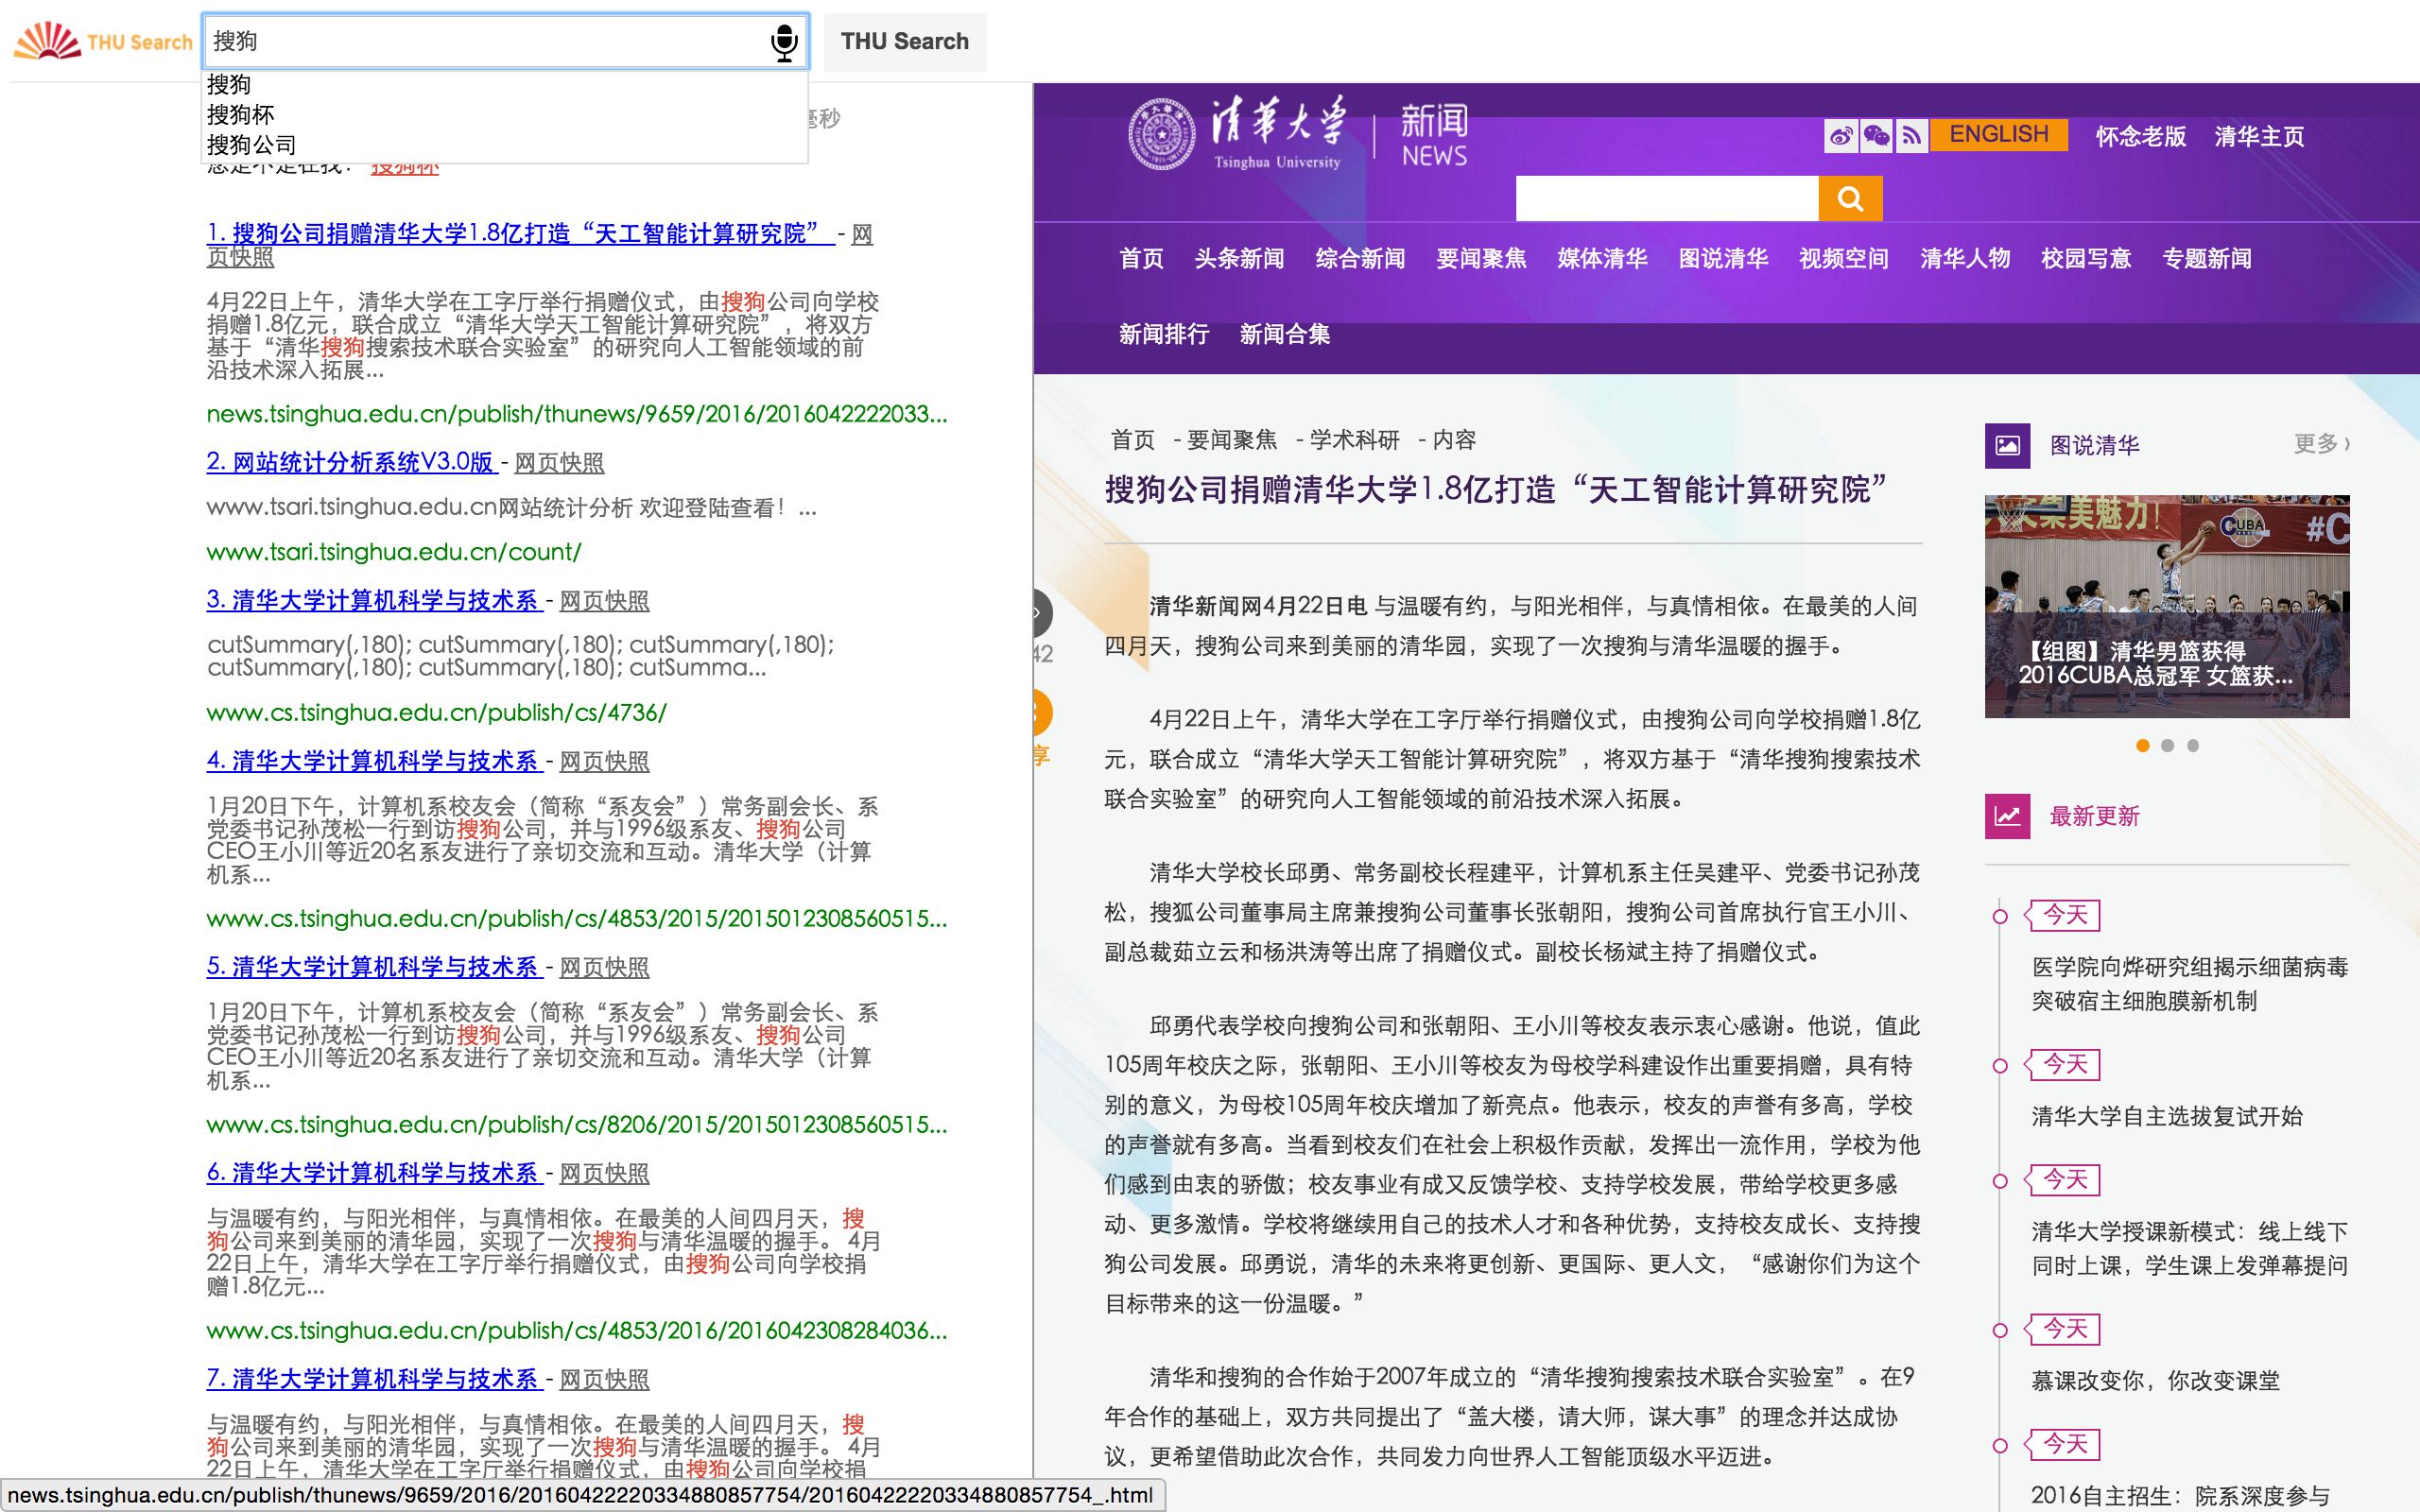 THU Search
搜狗
THU Search
搜狗
搜狗杯
搜狗公司
毫秒
您是不是在找： 搜狗杯
1. 搜狗公司捐赠清华大学1.8亿打造“天工智能计算研究院” - 网
页快照
4月22日上午，清华大学在工字厅举行捐赠仪式，由搜狗公司向学校
捐赠1.8亿元，联合成立“清华大学天工智能计算研究院”，将双方
基于“清华搜狗搜索技术联合实验室”的研究向人工智能领域的前
沿技术深入拓展...
news.tsinghua.edu.cn/publish/thunews/9659/2016/2016042222033...
2. 网站统计分析系统V3.0版 - 网页快照
www.tsari.tsinghua.edu.cn网站统计分析 欢迎登陆查看！...
www.tsari.tsinghua.edu.cn/count/
3. 清华大学计算机科学与技术系 - 网页快照
cutSummary(,180); cutSummary(,180); cutSummary(,180);
cutSummary(,180); cutSummary(,180); cutSumma...
www.cs.tsinghua.edu.cn/publish/cs/4736/
4. 清华大学计算机科学与技术系 - 网页快照
1月20日下午，计算机系校友会（简称“系友会”）常务副会长、系
党委书记孙茂松一行到访搜狗公司，并与1996级系友、搜狗公司
CEO王小川等近20名系友进行了亲切交流和互动。清华大学（计算
机系...
www.cs.tsinghua.edu.cn/publish/cs/4853/2015/2015012308560515...
5. 清华大学计算机科学与技术系 - 网页快照
1月20日下午，计算机系校友会（简称“系友会”）常务副会长、系
党委书记孙茂松一行到访搜狗公司，并与1996级系友、搜狗公司
CEO王小川等近20名系友进行了亲切交流和互动。清华大学（计算
机系...
www.cs.tsinghua.edu.cn/publish/cs/8206/2015/2015012308560515...
6. 清华大学计算机科学与技术系 - 网页快照
与温暖有约，与阳光相伴，与真情相依。在最美的人间四月天，搜
狗公司来到美丽的清华园，实现了一次搜狗与清华温暖的握手。 4月
22日上午，清华大学在工字厅举行捐赠仪式，由搜狗公司向学校捐
赠1.8亿元...
www.cs.tsinghua.edu.cn/publish/cs/4853/2016/2016042308284036...
7. 清华大学计算机科学与技术系 - 网页快照
与温暖有约，与阳光相伴，与真情相依。在最美的人间四月天，搜
狗公司来到美丽的清华园，实现了一次搜狗与清华温暖的握手。 4月
22日上午，清华大学在工字厅举行捐赠仪式，由搜狗公司向学校捐
news.tsinghua.edu.cn/publish/thunews/9659/2016/20160422220334880857754/20160422220334880857754_.html
清华大学
Tsinghua University
新闻
NEWS
ENGLISH 怀念老版 清华主页
首页 头条新闻 综合新闻 要闻聚焦 媒体清华 图说清华 视频空间 清华人物 校园写意 专题新闻
新闻排行 新闻合集
首页 - 要闻聚焦 - 学术科研 - 内容
搜狗公司捐赠清华大学1.8亿打造“天工智能计算研究院”
42
享
清华新闻网4月22日电 与温暖有约，与阳光相伴，与真情相依。在最美的人间
四月天，搜狗公司来到美丽的清华园，实现了一次搜狗与清华温暖的握手。
4月22日上午，清华大学在工字厅举行捐赠仪式，由搜狗公司向学校捐赠1.8亿
元，联合成立“清华大学天工智能计算研究院”，将双方基于“清华搜狗搜索技术
联合实验室”的研究向人工智能领域的前沿技术深入拓展。
清华大学校长邱勇、常务副校长程建平，计算机系主任吴建平、党委书记孙茂
松，搜狐公司董事局主席兼搜狗公司董事长张朝阳，搜狗公司首席执行官王小川、
副总裁茹立云和杨洪涛等出席了捐赠仪式。副校长杨斌主持了捐赠仪式。
邱勇代表学校向搜狗公司和张朝阳、王小川等校友表示衷心感谢。他说，值此
105周年校庆之际，张朝阳、王小川等校友为母校学科建设作出重要捐赠，具有特
别的意义，为母校105周年校庆增加了新亮点。他表示，校友的声誉有多高，学校
的声誉就有多高。当看到校友们在社会上积极作贡献，发挥出一流作用，学校为他
们感到由衷的骄傲；校友事业有成又反馈学校、支持学校发展，带给学校更多感
动、更多激情。学校将继续用自己的技术人才和各种优势，支持校友成长、支持搜
狗公司发展。邱勇说，清华的未来将更创新、更国际、更人文，“感谢你们为这个
目标带来的这一份温暖。”
清华和搜狗的合作始于2007年成立的“清华搜狗搜索技术联合实验室”。在9
年合作的基础上，双方共同提出了“盖大楼，请大师，谋大事”的理念并达成协
议，更希望借助此次合作，共同发力向世界人工智能顶级水平迈进。
图说清华 更多 ›
美魅力!
CUBA
#C
【组图】清华男篮获得
2016CUBA总冠军 女篮获...
最新更新
今天
医学院向烨研究组揭示细菌病毒
突破宿主细胞膜新机制
今天
清华大学自主选拔复试开始
今天
清华大学授课新模式：线上线下
同时上课，学生课上发弹幕提问
今天
慕课改变你，你改变课堂
今天
2016自主招生：院系深度参与